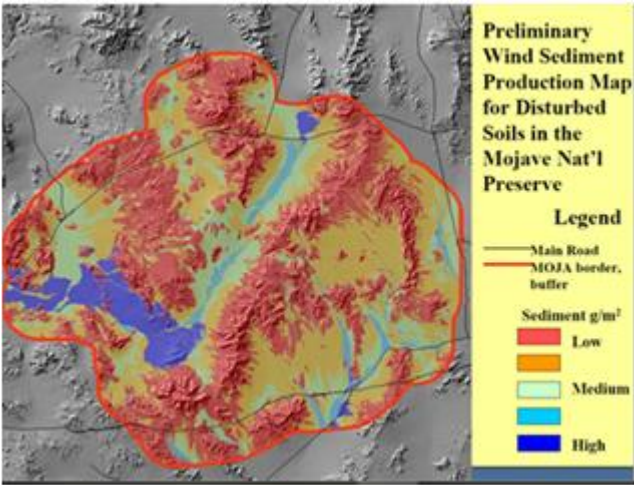 Preliminary
Wind Sediment
Production Map
for Disturbed
Soils in the
Mojave Nat'l
Preserve
Legend
Main Road
MOJA border,
buffer
Sediment g/m²
Low
Medium
High